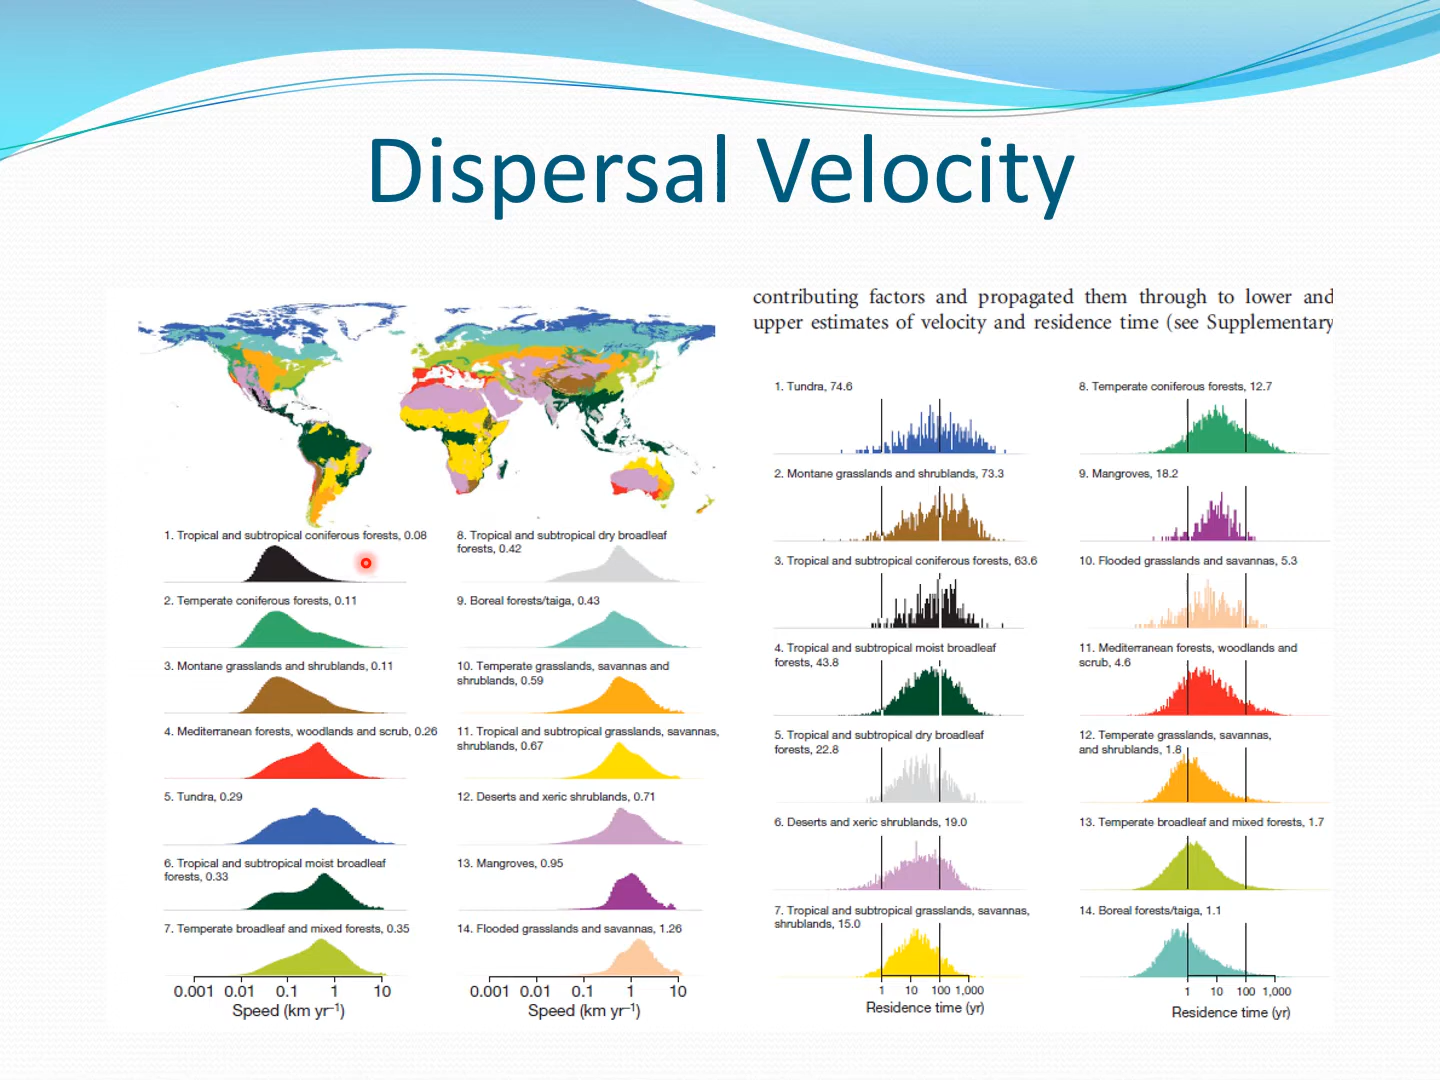 Dispersal Velocity
contributing factors and propagated them through to lower and
upper estimates of velocity and residence time (see Supplementary
1. Tropical and subtropical coniferous forests, 0.08
2. Temperate coniferous forests, 0.11
3. Montane grasslands and shrublands, 0.11
4. Mediterranean forests, woodlands and scrub, 0.26
5. Tundra, 0.29
6. Tropical and subtropical moist broadleaf
forests, 0.33
7. Temperate broadleaf and mixed forests, 0.35
0.001 0.01 0.1 1 10
Speed (km yr⁻¹)
8. Tropical and subtropical dry broadleaf
forests, 0.42
9. Boreal forests/taiga, 0.43
10. Temperate grasslands, savannas and
shrublands, 0.59
11. Tropical and subtropical grasslands, savannas,
shrublands, 0.67
12. Deserts and xeric shrublands, 0.71
13. Mangroves, 0.95
14. Flooded grasslands and savannas, 1.26
0.001 0.01 0.1 1 10
Speed (km yr⁻¹)
1. Tundra, 74.6
2. Montane grasslands and shrublands, 73.3
3. Tropical and subtropical coniferous forests, 63.6
4. Tropical and subtropical moist broadleaf
forests, 43.8
5. Tropical and subtropical dry broadleaf
forests, 22.8
6. Deserts and xeric shrublands, 19.0
7. Tropical and subtropical grasslands, savannas,
shrublands, 15.0
1 10 100 1,000
Residence time (yr)
8. Temperate coniferous forests, 12.7
9. Mangroves, 18.2
10. Flooded grasslands and savannas, 5.3
11. Mediterranean forests, woodlands and
scrub, 4.6
12. Temperate grasslands, savannas,
and shrublands, 1.8
13. Temperate broadleaf and mixed forests, 1.7
14. Boreal forests/taiga, 1.1
1 10 100 1,000
Residence time (yr)